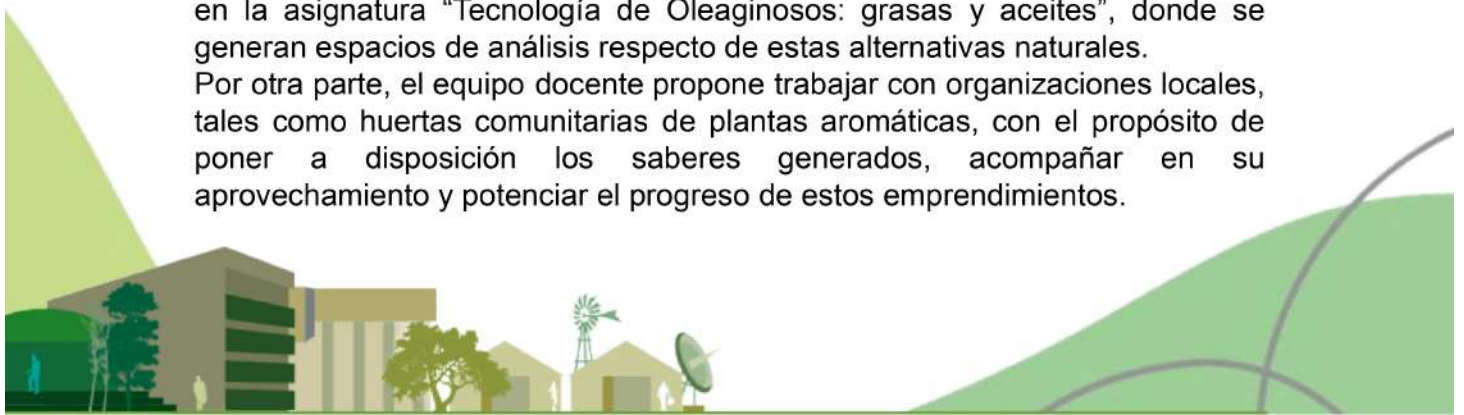 en la asignatura “Tecnología de Oleaginosos: grasas y aceites”, donde se
generan espacios de análisis respecto de estas alternativas naturales.
Por otra parte, el equipo docente propone trabajar con organizaciones locales,
tales como huertas comunitarias de plantas aromáticas, con el propósito de
poner a disposición los saberes generados, acompañar en su
aprovechamiento y potenciar el progreso de estos emprendimientos.